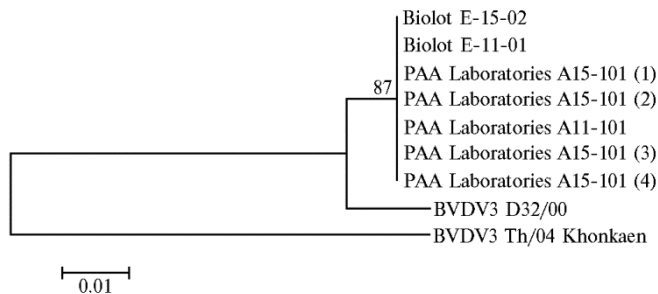 Biolot E-15-02
Biolot E-11-01
PAA Laboratories A15-101 (1)
87
PAA Laboratories A15-101 (2)
PAA Laboratories A11-101
PAA Laboratories A15-101 (3)
PAA Laboratories A15-101 (4)
BVDV3 D32/00
BVDV3 Th/04 Khonkaen
0.01